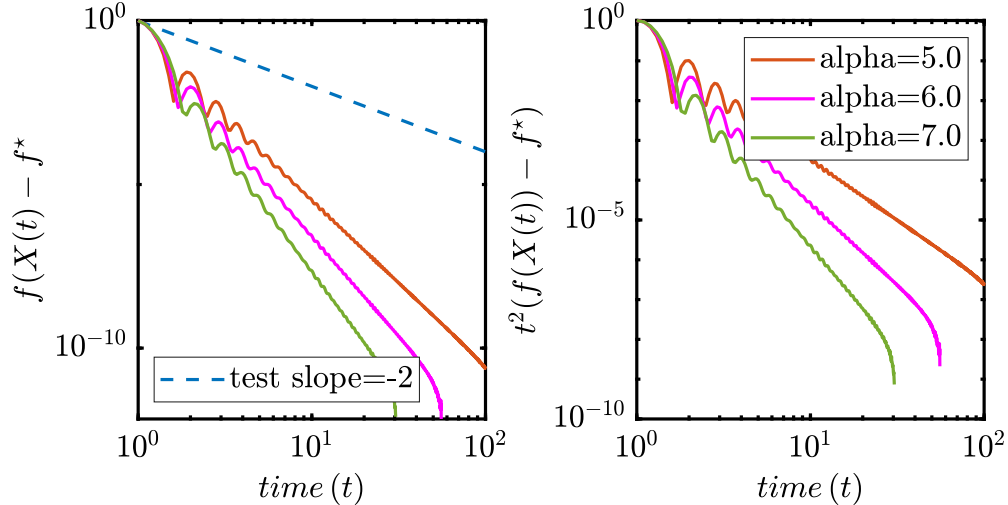 10^0
10^{-10}
f(X(t) − f^⋆
test slope=-2
10^0
10^1
10^2
time (t)
10^0
10^{-5}
10^{-10}
t^2(f(X(t)) − f^⋆)
alpha=5.0
alpha=6.0
alpha=7.0
10^0
10^1
10^2
time (t)